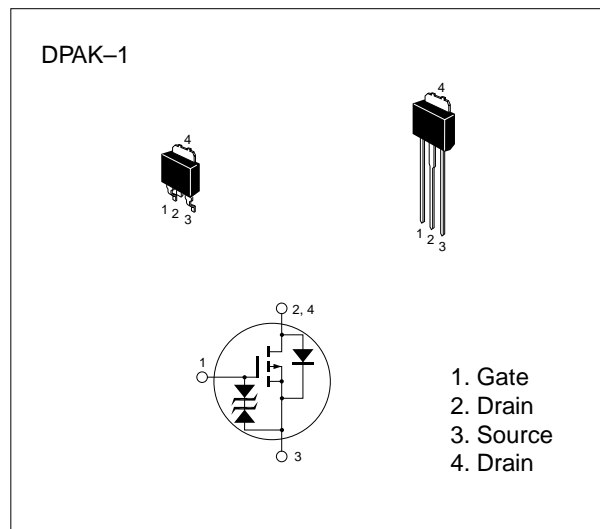 DPAK–1
4
1 2 3
4
1 2 3
2, 4
1
3
1. Gate
2. Drain
3. Source
4. Drain